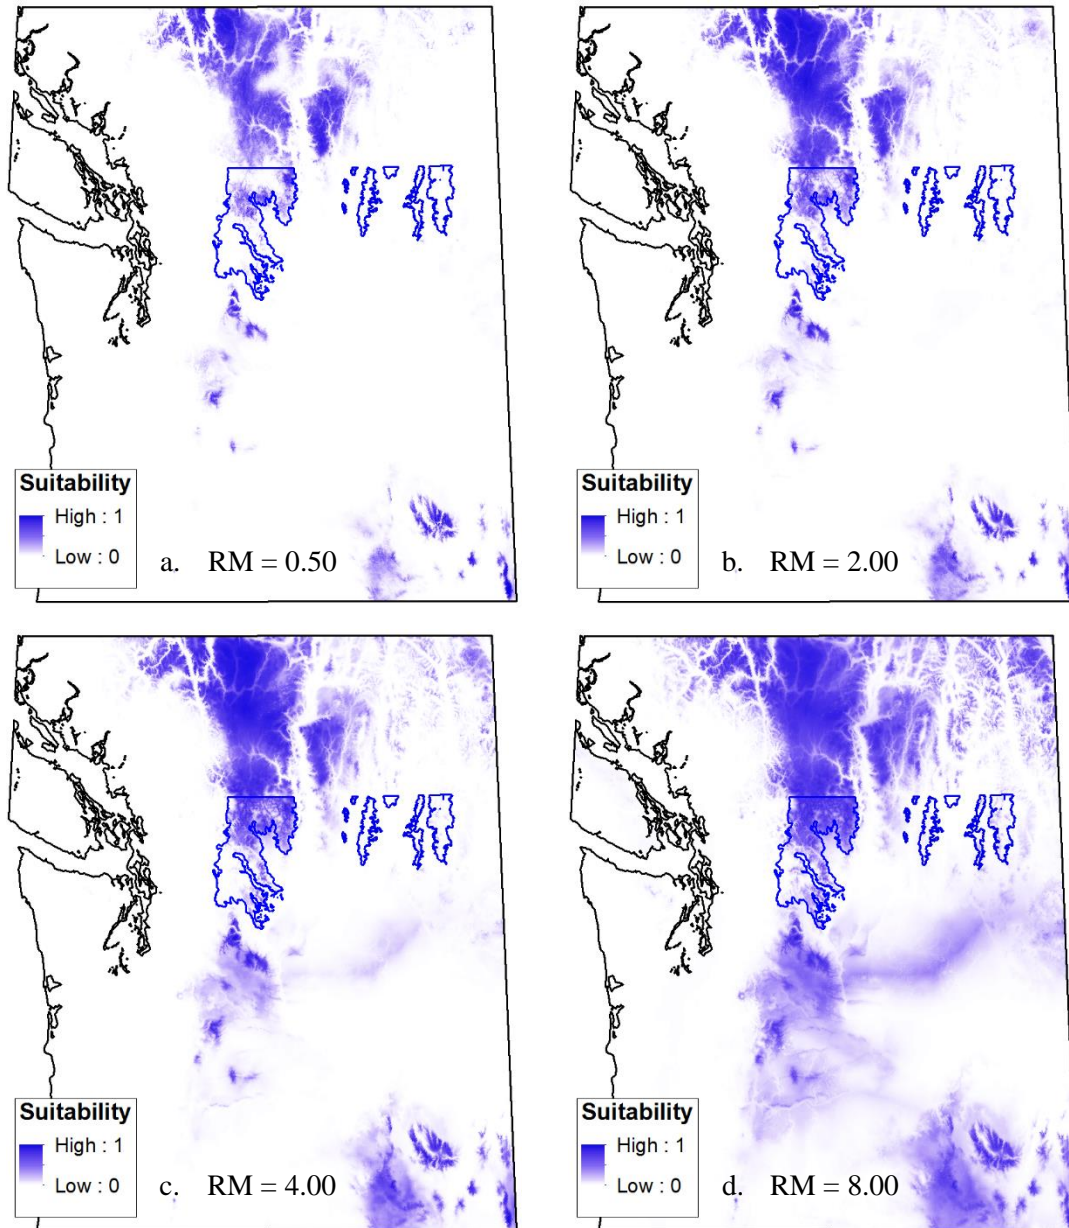 Suitability
High : 1
Low : 0
a. RM = 0.50
Suitability
High : 1
Low : 0
b. RM = 2.00
Suitability
High : 1
Low : 0
c. RM = 4.00
Suitability
High : 1
Low : 0
d. RM = 8.00